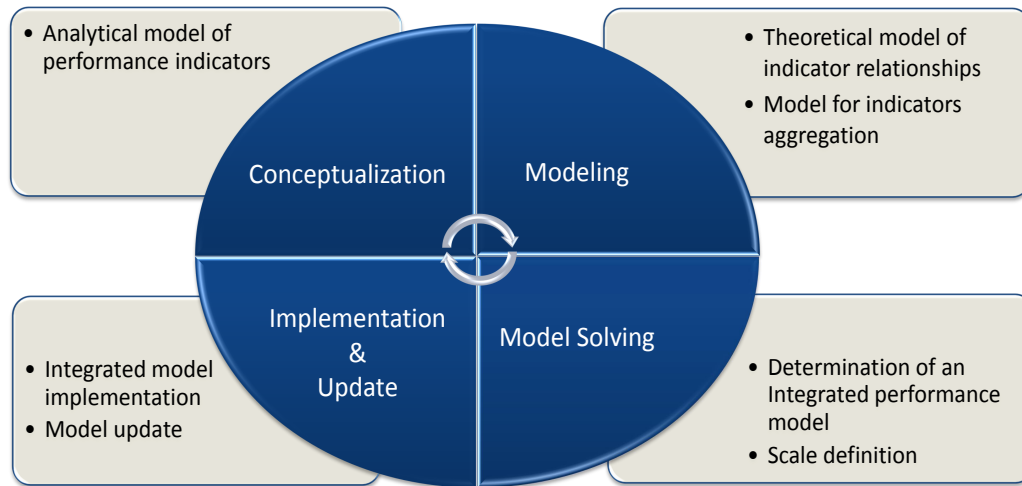 • Analytical model of
performance indicators
• Theoretical model of
indicator relationships
• Model for indicators
aggregation
Conceptualization
Modeling
Implementation
&
Update
Model Solving
• Integrated model
implementation
• Model update
• Determination of an
Integrated performance
model
• Scale definition